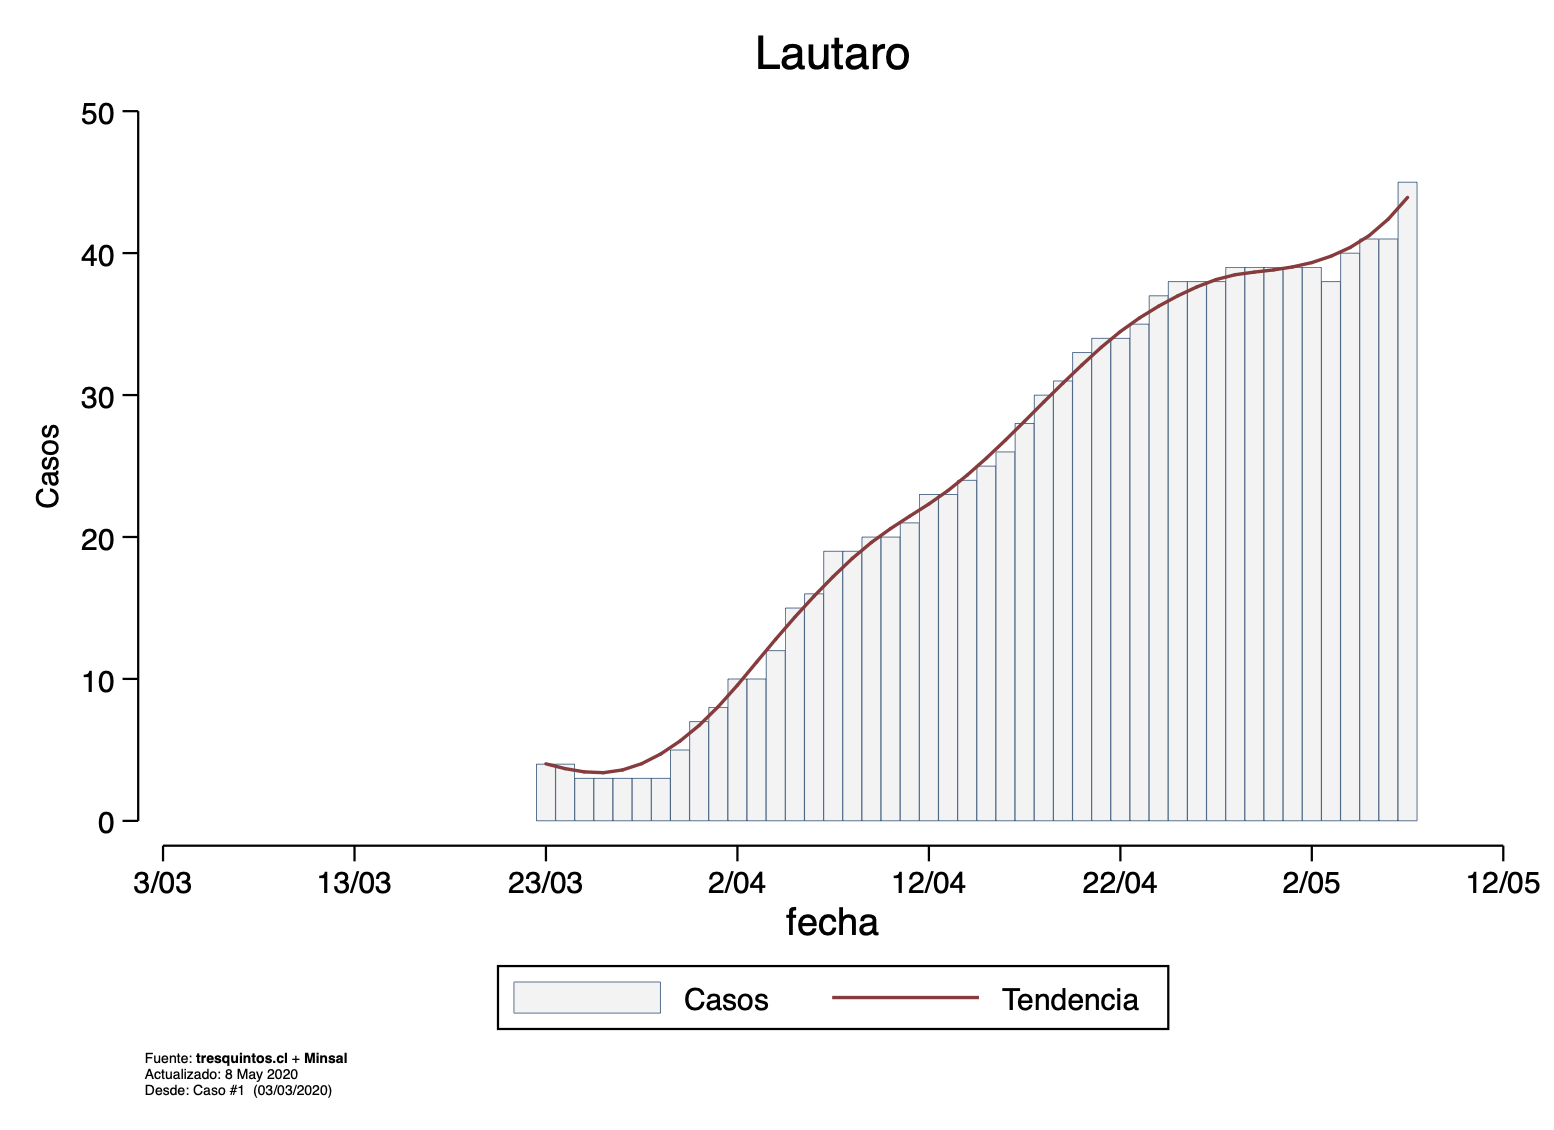 Lautaro
50
40
30
20
10
0
Casos
3/03 13/03 23/03 2/04 12/04 22/04 2/05 12/05
fecha
Casos Tendencia
Fuente: tresquintos.cl + Minsal
Actualizado: 8 May 2020
Desde: Caso #1 (03/03/2020)